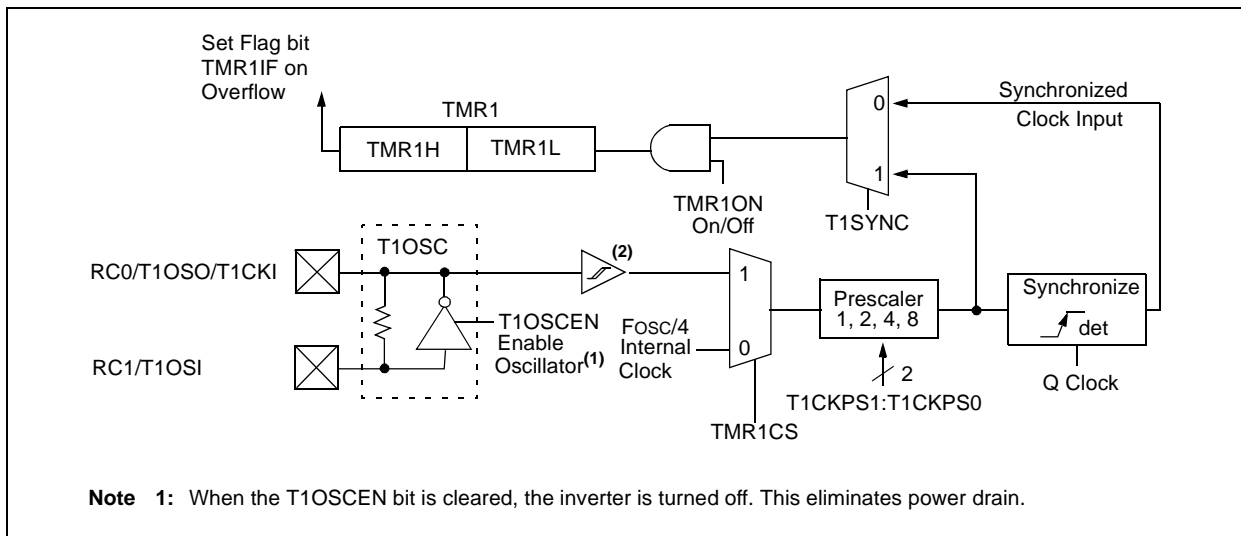 Set Flag bit
TMR1IF on
Overflow
TMR1
TMR1H
TMR1L
TMR1ON
On/Off
0
1
T1SYNC
Synchronized
Clock Input
T1OSC
RC0/T1OSO/T1CKI
(2)
RC1/T1OSI
T1OSCEN
Enable
Oscillator(1)
FOSC/4
Internal
Clock
1
0
TMR1CS
Prescaler
1, 2, 4, 8
2
T1CKPS1:T1CKPS0
Synchronize
det
Q Clock
Note 1: When the T1OSCEN bit is cleared, the inverter is turned off. This eliminates power drain.